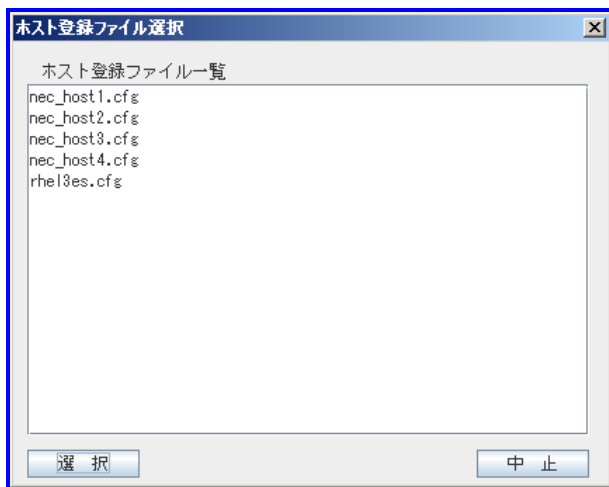 ホスト登録ファイル選択
ホスト登録ファイル一覧
nec_host1.cfg
nec_host2.cfg
nec_host3.cfg
nec_host4.cfg
rhel3es.cfg
選 択
中 止